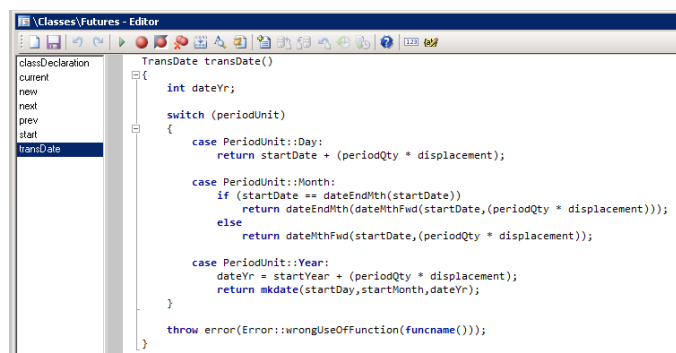 \Classes\Futures - Editor
classDeclaration
current
new
next
prev
start
transDate
TransDate transDate()
{
    int dateYr;

    switch (periodUnit)
    {
        case PeriodUnit::Day:
            return startDate + (periodQty * displacement);

        case PeriodUnit::Month:
            if (startDate == dateEndMth(startDate))
                return dateEndMth(dateMthFwd(startDate,(periodQty * displacement)));
            else
                return dateMthFwd(startDate,(periodQty * displacement));

        case PeriodUnit::Year:
            dateYr = startYear + (periodQty * displacement);
            return mkdate(startDay,startMonth,dateYr);
    }

    throw error(Error::wrongUseOfFunction(funcname()));
}